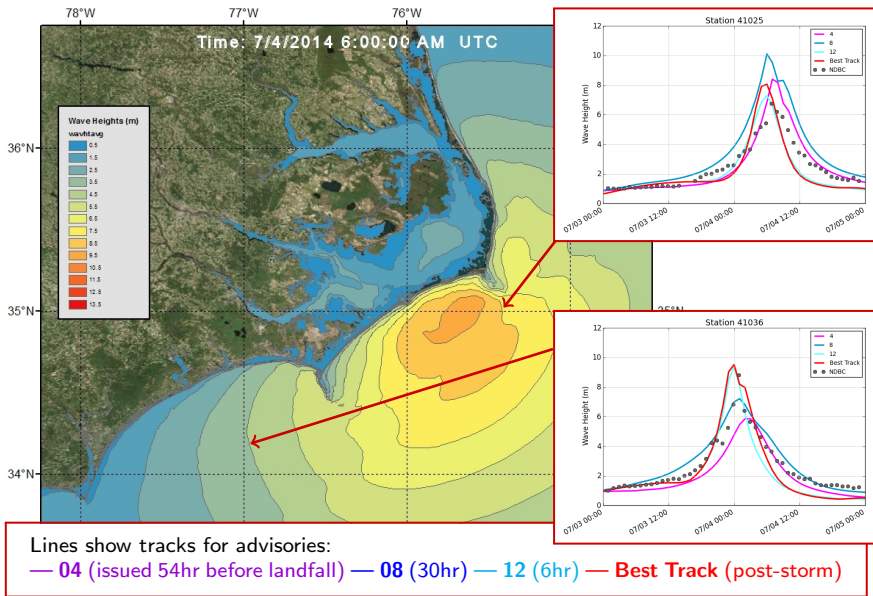 78°W 77°W 76°W
Time: 7/4/2014 6:00:00 AM UTC
Wave Heights (m)
wavhtavg
0.5
1.5
2.5
3.5
4.5
5.5
6.5
7.5
8.5
9.5
10.5
11.5
12.5
13.5
36°N
35°N
34°N
36°N
35°N
34°N
Station 41025
Wave Height (m)
12
10
8
6
4
2
0
4
8
12
Best Track
NDBC
07/03 00:00
07/03 12:00
07/04 00:00
07/04 12:00
07/05 00:00
Station 41036
Wave Height (m)
12
10
8
6
4
2
0
4
8
12
Best Track
NDBC
07/03 00:00
07/03 12:00
07/04 00:00
07/04 12:00
07/05 00:00
Lines show tracks for advisories:
— 04 (issued 54hr before landfall) — 08 (30hr) — 12 (6hr) — Best Track (post-storm)